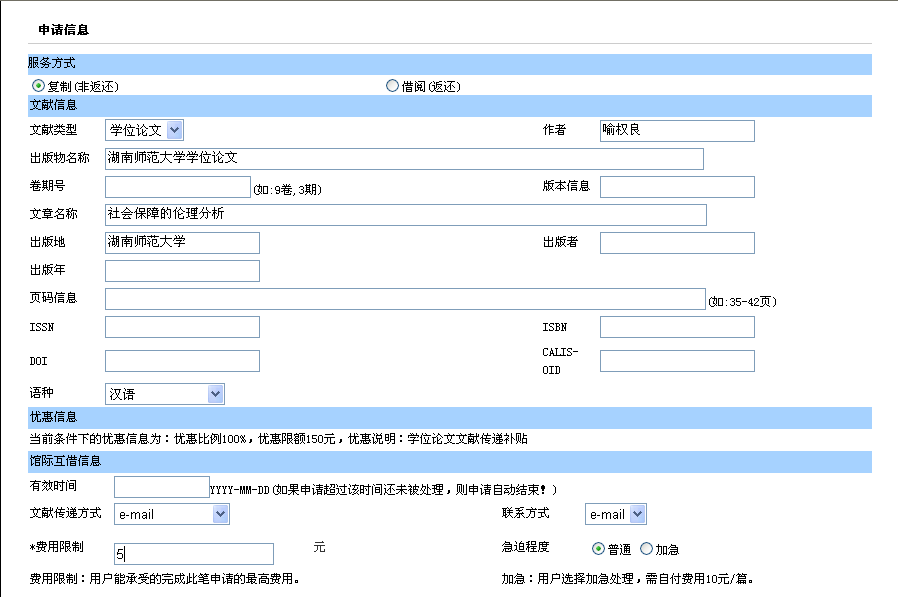 申请信息
服务方式
复制(非返还) 借阅(返还)
文献信息
文献类型 学位论文 作者 喻权良
出版物名称 湖南师范大学学位论文
卷期号 (如:9卷,3期) 版本信息
文章名称 社会保障的伦理分析
出版地 湖南师范大学 出版者
出版年
页码信息 (如:35-42页)
ISSN ISBN
DOI CALIS-
OID
语种 汉语
优惠信息
当前条件下的优惠信息为：优惠比例100%，优惠限额150元，优惠说明：学位论文文献传递补贴
馆际互借信息
有效时间 YYYY-MM-DD(如果申请超过该时间还未被处理，则申请自动结束！)
文献传递方式 e-mail 联系方式 e-mail
*费用限制 5 元 急迫程度 普通 加急
费用限制：用户能承受的完成此笔申请的最高费用。 加急：用户选择加急处理，需自付费用10元/篇。